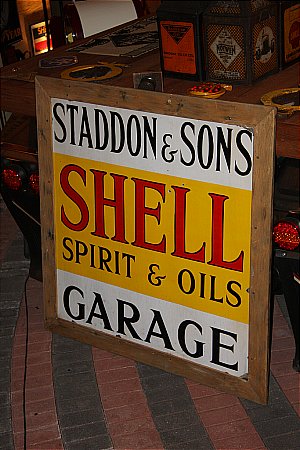 STADDON & SONS
SHELL
SPIRIT & OILS
GARAGE